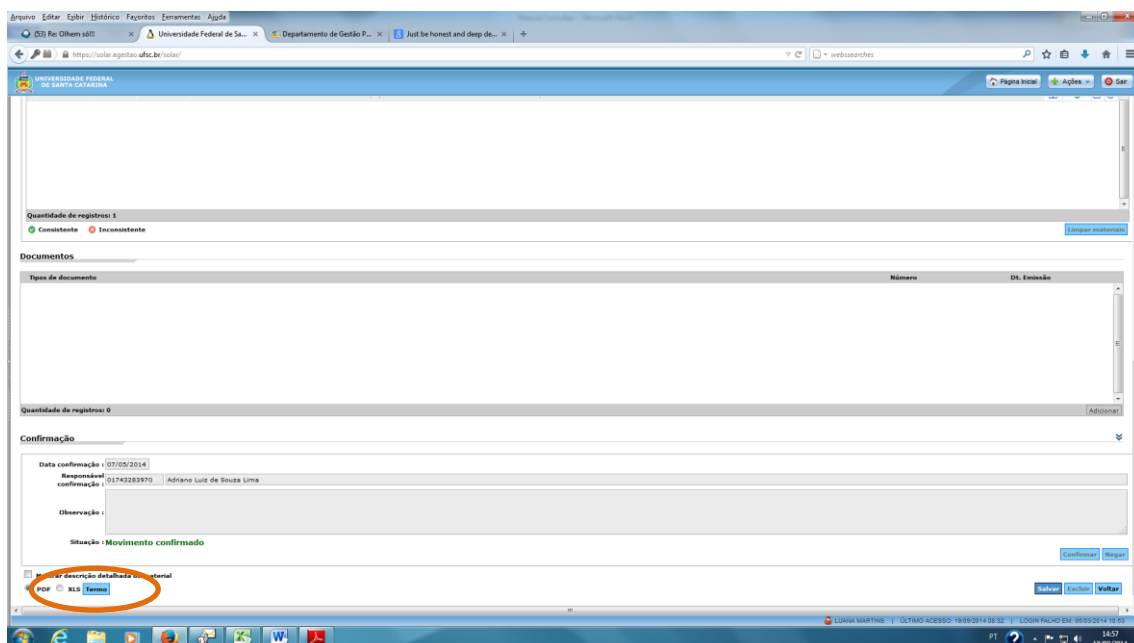 Arquivo Editar Exibir Histórico Favoritos Ferramentas Ajuda
(53) Re: Olhem só!!! × Universidade Federal de Sa... × Departamento de Gestão P... × Just be honest and deep de... × +
https://solar.egestao.ufsc.br/solar/ webssearches
UNIVERSIDADE FEDERAL
DE SANTA CATARINA
Página Inicial Ações Sair
Quantidade de registros: 1
Consistente Inconsistente Limpar materiais
Documentos
Tipos de documento Número Dt. Emissão
Quantidade de registros: 0 Adicionar
Confirmação
Data confirmação : 07/05/2014
Responsável
confirmação : 01743283970 Adriano Luiz de Souza Lima
Observação :
Situação : Movimento confirmado
Confirmar Negar
descrição detalhada
PDF XLS Termo Salvar Excluir Voltar
LUANA MARTINS | ÚLTIMO ACESSO: 19/09/2014 08:32 | LOGIN FALHO EM: 05/03/2014 18:53
PT 14:57